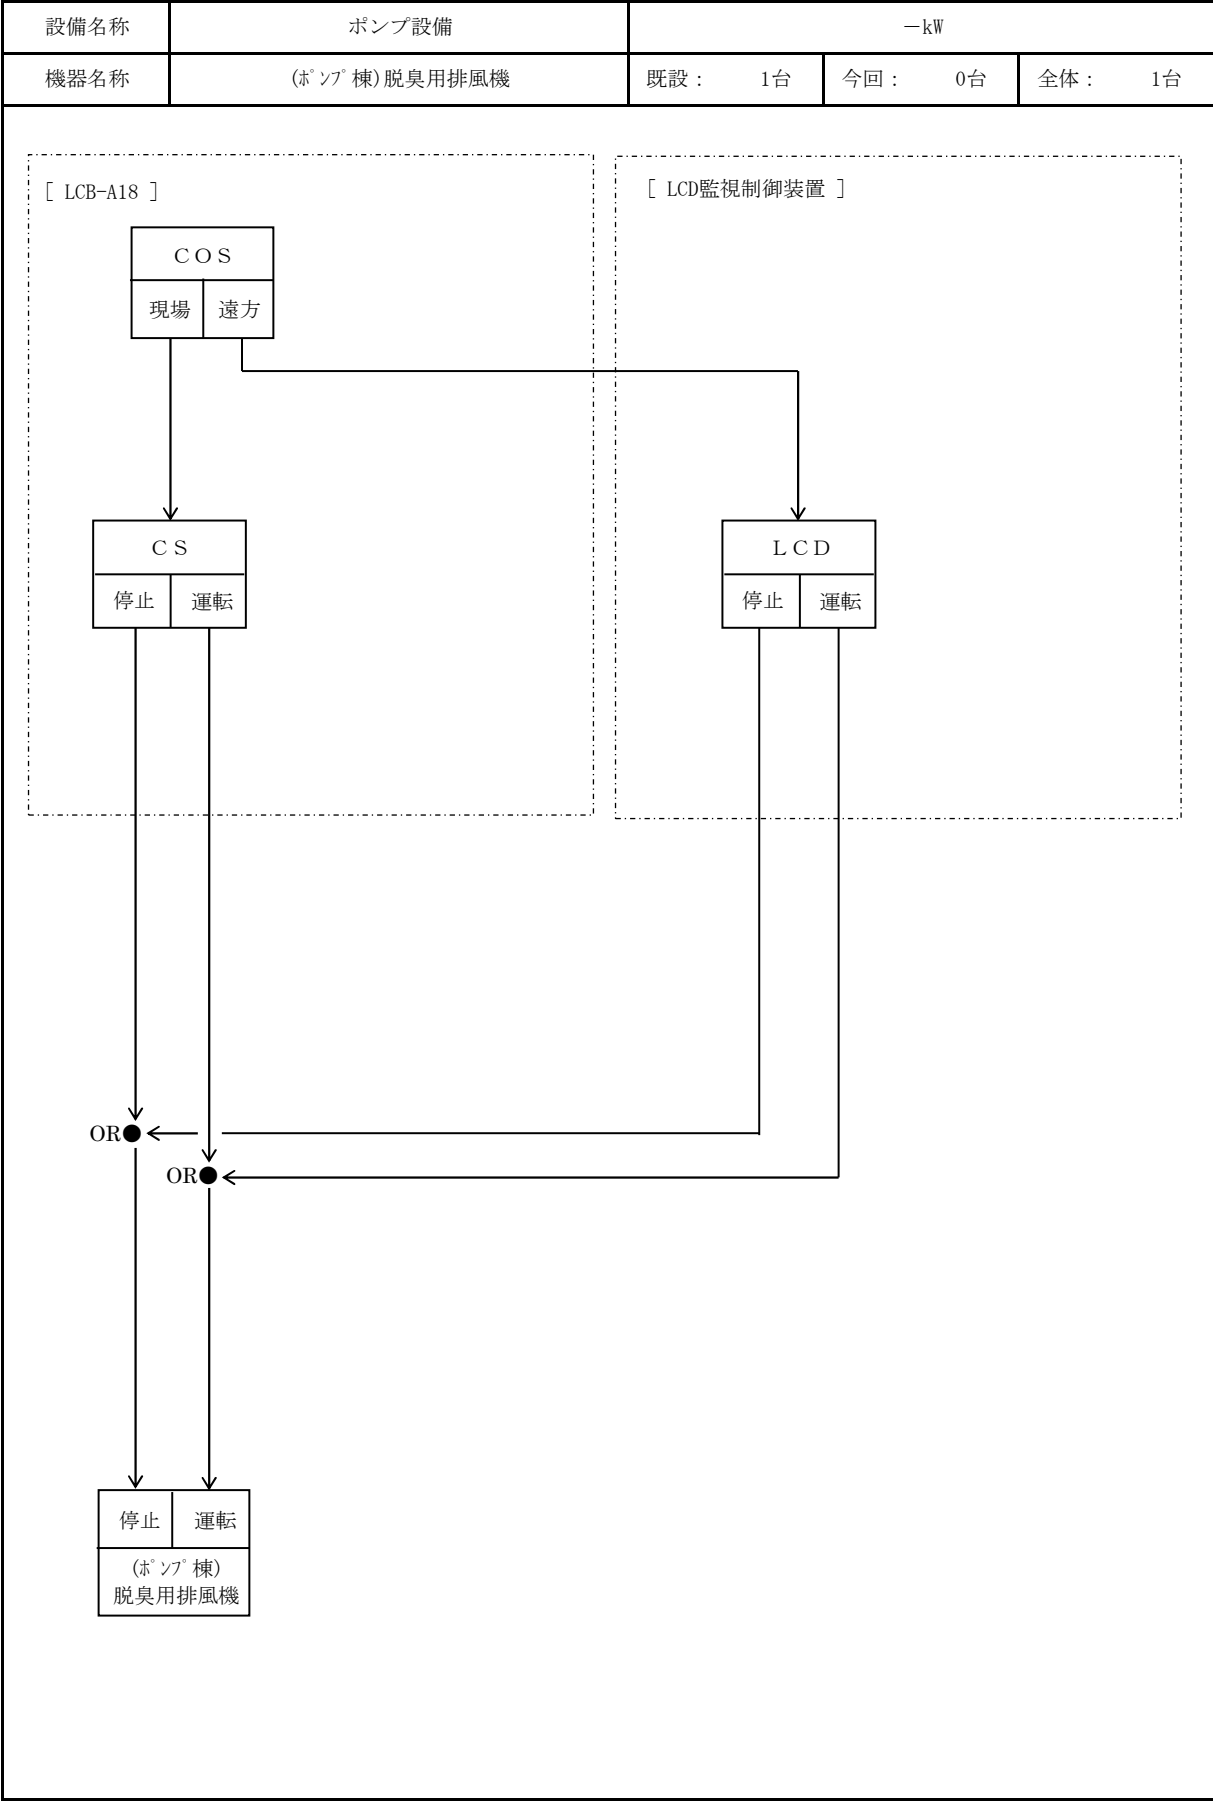 設備名称 ポンプ設備 －kW
機器名称 (ﾎﾟﾝﾌﾟ棟)脱臭用排風機 既設： 1台 今回： 0台 全体： 1台
[ LCB-A18 ]
[ LCD監視制御装置 ]
ＣＯＳ
現場 遠方
ＣＳ
停止 運転
ＬＣＤ
停止 運転
OR
OR
停止 運転
(ﾎﾟﾝﾌﾟ棟)
脱臭用排風機